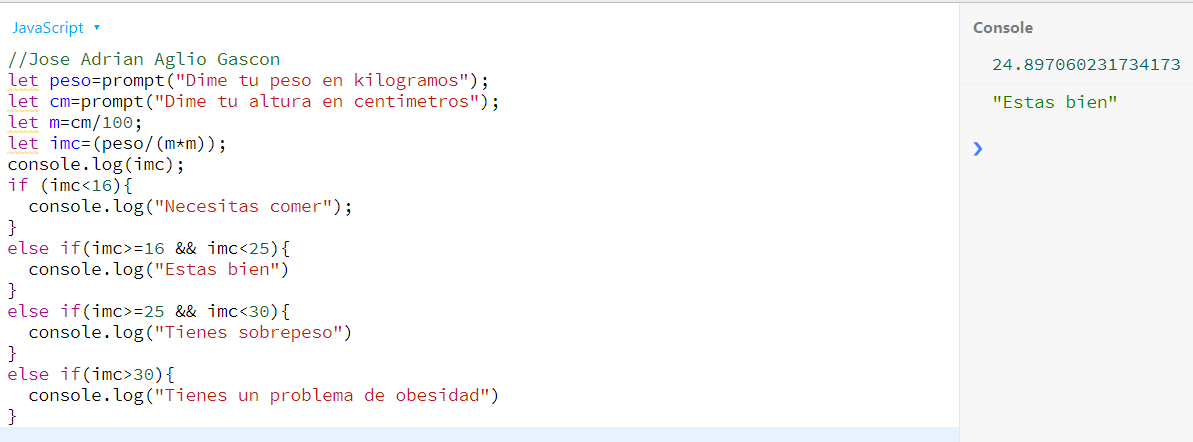 JavaScript ▾
//Jose Adrian Aglio Gascon
let peso=prompt("Dime tu peso en kilogramos");
let cm=prompt("Dime tu altura en centimetros");
let m=cm/100;
let imc=(peso/(m*m));
console.log(imc);
if (imc<16){
  console.log("Necesitas comer");
}
else if(imc>=16 && imc<25){
  console.log("Estas bien")
}
else if(imc>=25 && imc<30){
  console.log("Tienes sobrepeso")
}
else if(imc>30){
  console.log("Tienes un problema de obesidad")
}
Console
24.897060231734173
"Estas bien"
❯